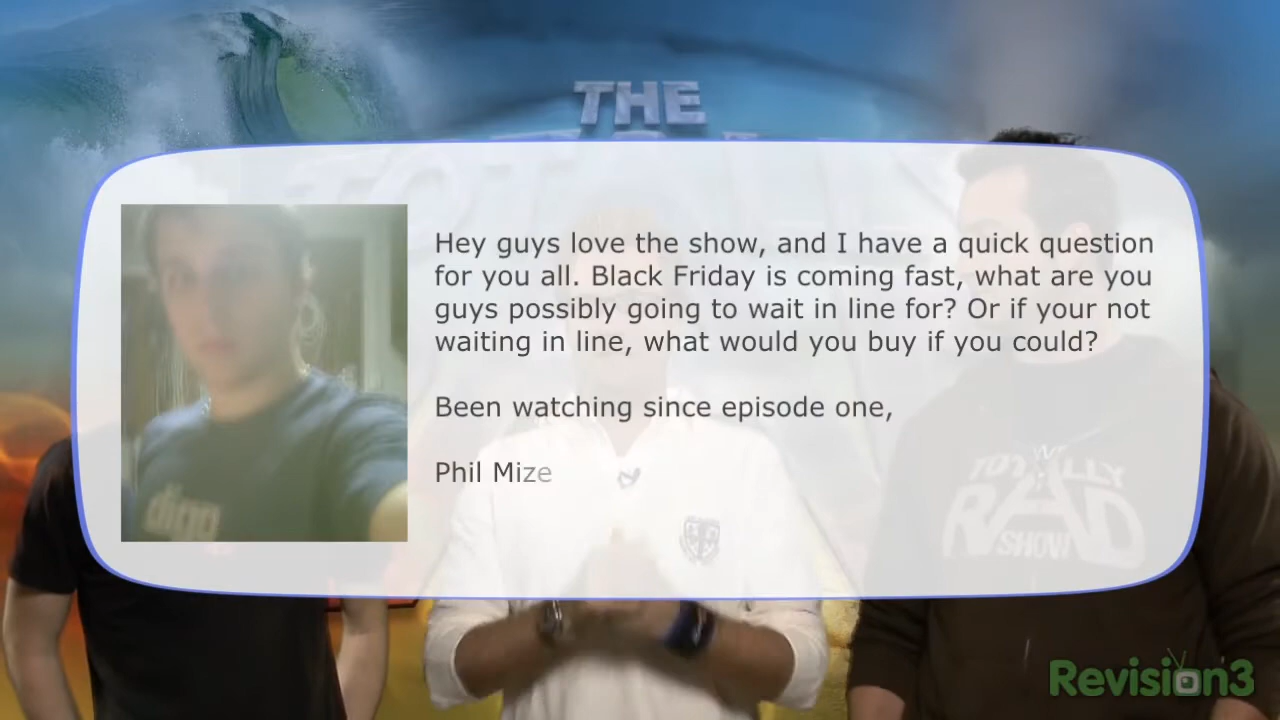 THE
Hey guys love the show, and I have a quick question
for you all. Black Friday is coming fast, what are you
guys possibly going to wait in line for? Or if your not
waiting in line, what would you buy if you could?
Been watching since episode one,
Phil Mize
digg
TOTALLY
RAD
SHOW
Revision3